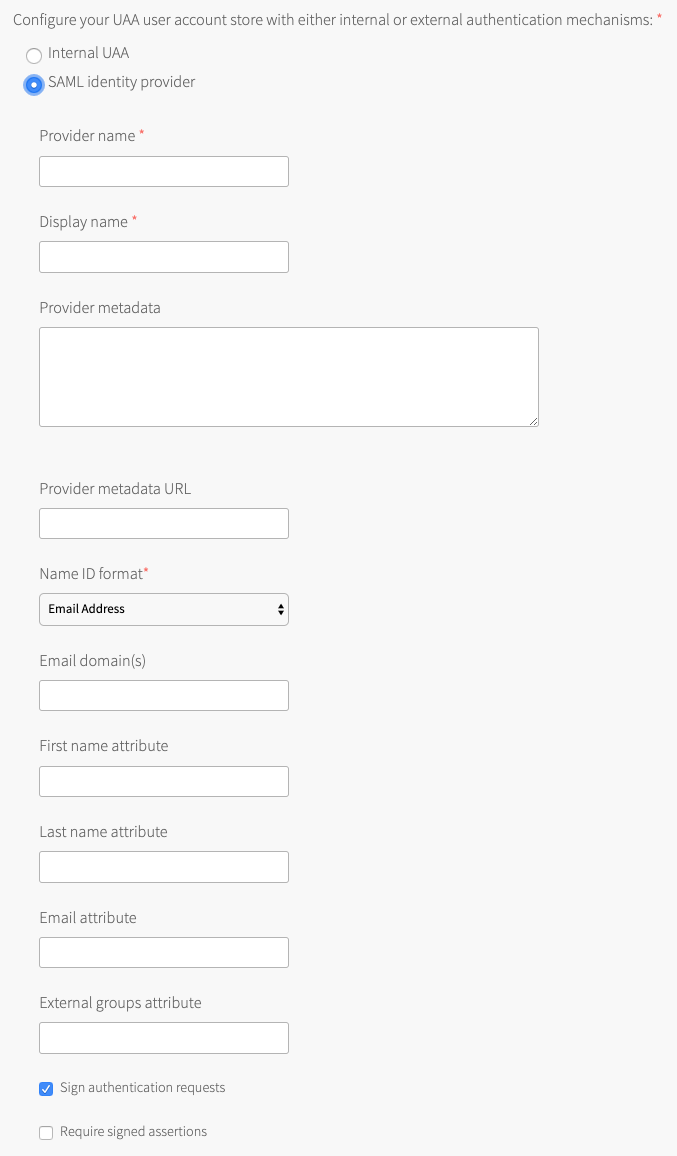 Configure your UAA user account store with either internal or external authentication mechanisms: *
Internal UAA
SAML identity provider
Provider name *
Display name *
Provider metadata
Provider metadata URL
Name ID format*
Email Address
Email domain(s)
First name attribute
Last name attribute
Email attribute
External groups attribute
Sign authentication requests
Require signed assertions